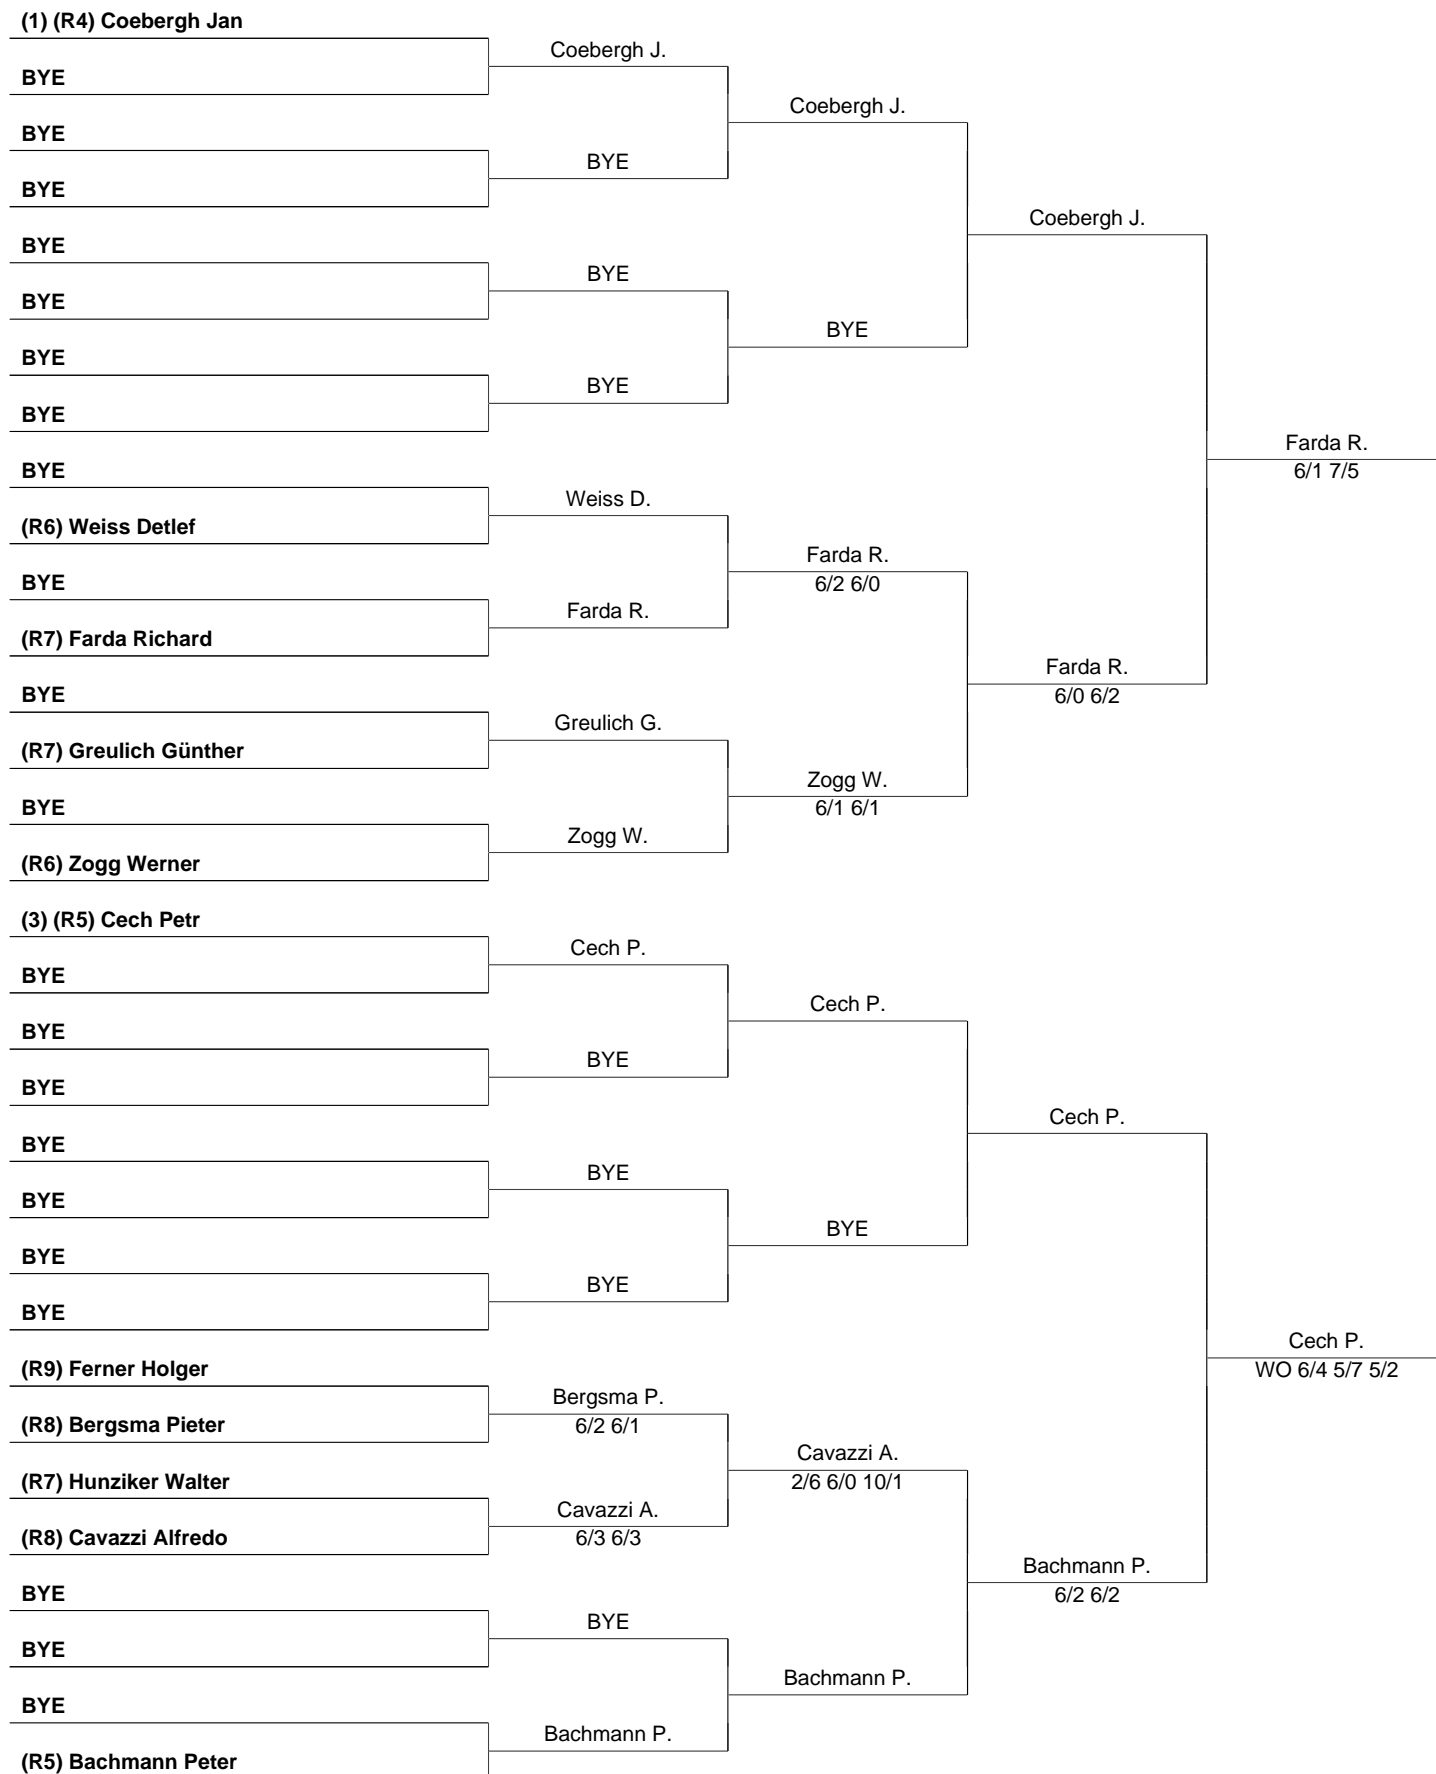 (1) (R4) Coebergh Jan
Coebergh J.
BYE
Coebergh J.
BYE
BYE
BYE
Coebergh J.
BYE
BYE
BYE
BYE
BYE
BYE
BYE
Farda R.
6/1 7/5
BYE
Weiss D.
(R6) Weiss Detlef
Farda R.
6/2 6/0
BYE
Farda R.
(R7) Farda Richard
Farda R.
6/0 6/2
BYE
Greulich G.
(R7) Greulich Günther
Zogg W.
6/1 6/1
BYE
Zogg W.
(R6) Zogg Werner
(3) (R5) Cech Petr
Cech P.
BYE
Cech P.
BYE
BYE
BYE
Cech P.
BYE
BYE
BYE
BYE
BYE
BYE
BYE
Cech P.
WO 6/4 5/7 5/2
(R9) Ferner Holger
Bergsma P.
6/2 6/1
(R8) Bergsma Pieter
Cavazzi A.
2/6 6/0 10/1
(R7) Hunziker Walter
Cavazzi A.
6/3 6/3
(R8) Cavazzi Alfredo
Bachmann P.
6/2 6/2
BYE
BYE
BYE
Bachmann P.
BYE
Bachmann P.
(R5) Bachmann Peter